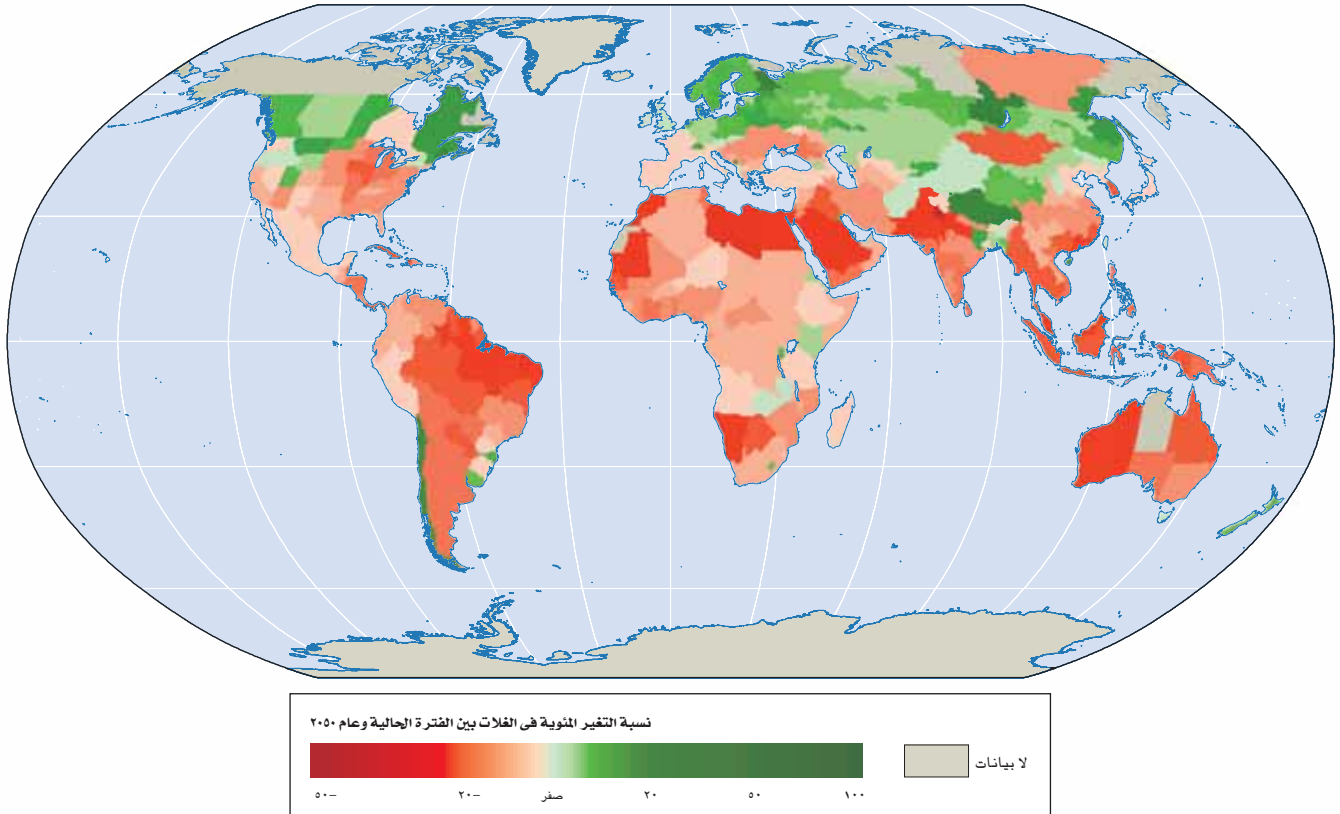 نسبة التغير المئوية فى الغلات بين الفترة الحالية وعام ٢٠٥٠
لا بيانات
−٥٠ −٢٠ صفر ٢٠ ٥٠ ١٠٠